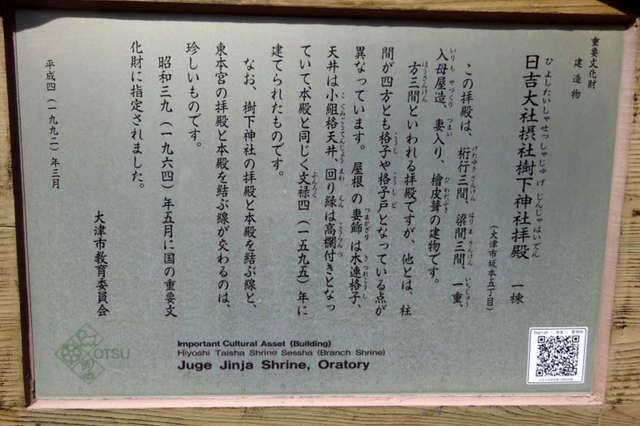 重要文化財
建造物
日吉大社摂社樹下神社拝殿 一棟
(大津市坂本五丁目)
この拝殿は、桁行三間、梁間三間、一重、
入母屋造、妻入り、檜皮葺の建物です。
方三間といわれる拝殿ですが、他とは、柱
間が四方とも格子や格子戸となっている点が
異なっています。屋根の妻飾は木連格子、
天井は小組格天井、回り縁は高欄付きとなっ
ていて本殿と同じく文禄四(一五九五)年に
建てられたものです。
なお、樹下神社の拝殿と本殿を結ぶ線と、
東本宮の拝殿と本殿を結ぶ線が交わるのは、
珍しいものです。
昭和三九(一九六四)年五月に国の重要文
化財に指定されました。
平成四(一九九二)年三月
大津市教育委員会
Important Cultural Asset (Building)
Hiyoshi Taisha Shrine Sessha (Branch Shrine)
Juge Jinja Shrine, Oratory
OTSU